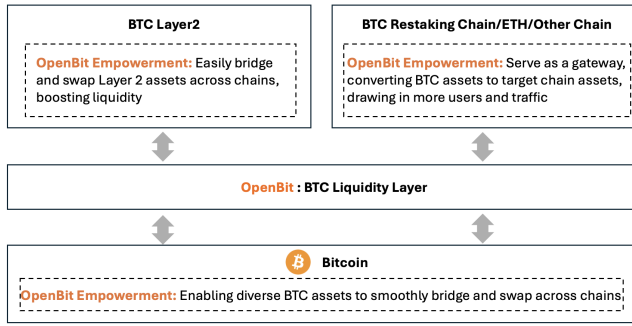 BTC Layer2
OpenBit Empowerment: Easily bridge
and swap Layer 2 assets across chains,
boosting liquidity
BTC Restaking Chain/ETH/Other Chain
OpenBit Empowerment: Serve as a gateway,
converting BTC assets to target chain assets,
drawing in more users and traffic
OpenBit : BTC Liquidity Layer
Bitcoin
OpenBit Empowerment: Enabling diverse BTC assets to smoothly bridge and swap across chains